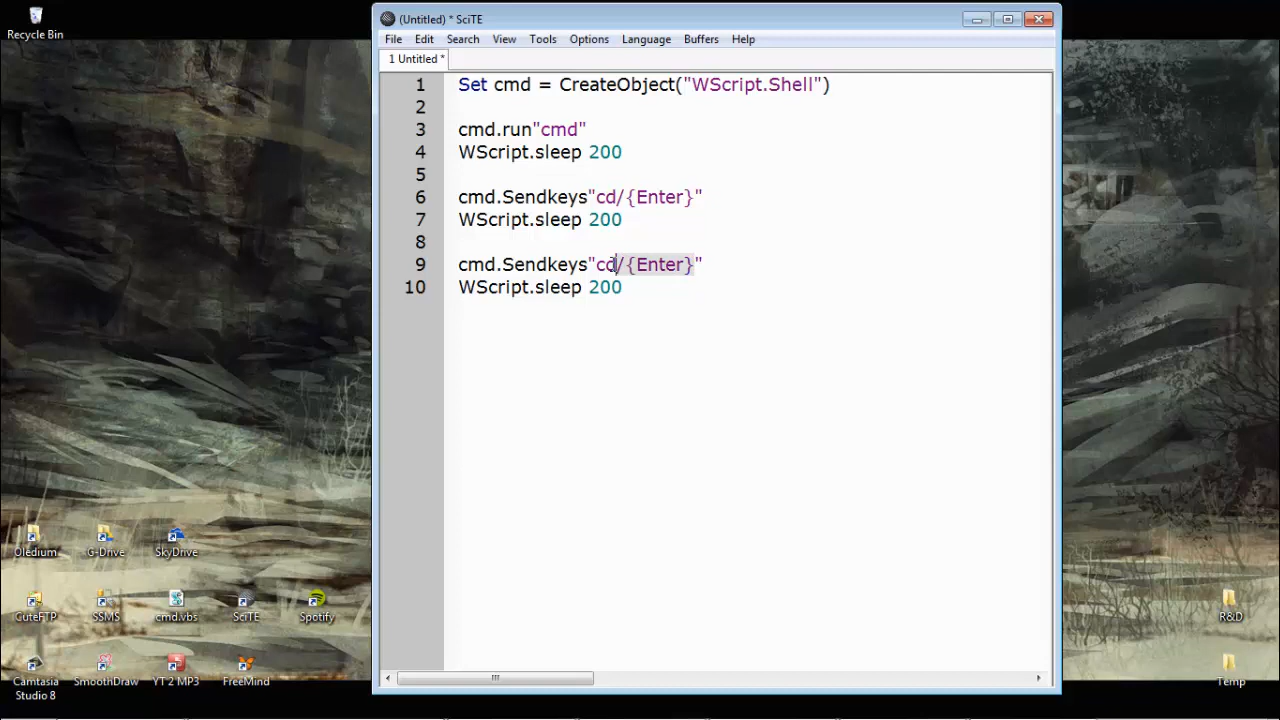 Recycle Bin
(Untitled) * SciTE
File Edit Search View Tools Options Language Buffers Help
1 Untitled *
1 Set cmd = CreateObject("WScript.Shell")
2
3 cmd.run"cmd"
4 WScript.sleep 200
5
6 cmd.Sendkeys"cd/{Enter}"
7 WScript.sleep 200
8
9 cmd.Sendkeys"cd/{Enter}"
10 WScript.sleep 200
Oledium G-Drive SkyDrive
CuteFTP SSMS cmd.vbs SciTE Spotify R&D
Camtasia Studio 8 SmoothDraw YT 2 MP3 FreeMind Temp